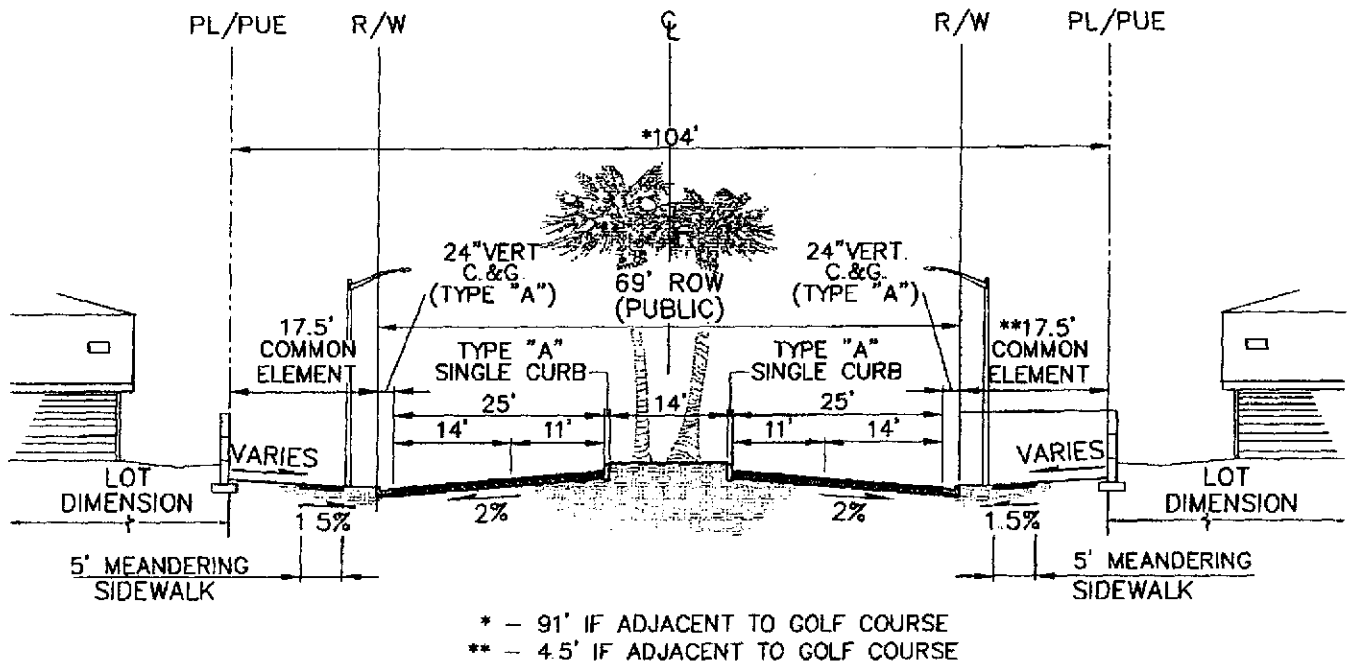 PL/PUE R/W ℄ R/W PL/PUE
*104'
24"VERT
C.&G.
(TYPE "A")
69' ROW
(PUBLIC)
24"VERT.
C.&G.
(TYPE "A")
17.5'
COMMON
ELEMENT
TYPE "A"
SINGLE CURB
TYPE "A"
SINGLE CURB
**17.5'
COMMON
ELEMENT
25' 14' 25'
14' 11' 11' 14'
VARIES VARIES
LOT
DIMENSION
LOT
DIMENSION
1 5% 2% 2% 1.5%
5' MEANDERING
SIDEWALK
5' MEANDERING
SIDEWALK
* – 91' IF ADJACENT TO GOLF COURSE
** – 4.5' IF ADJACENT TO GOLF COURSE